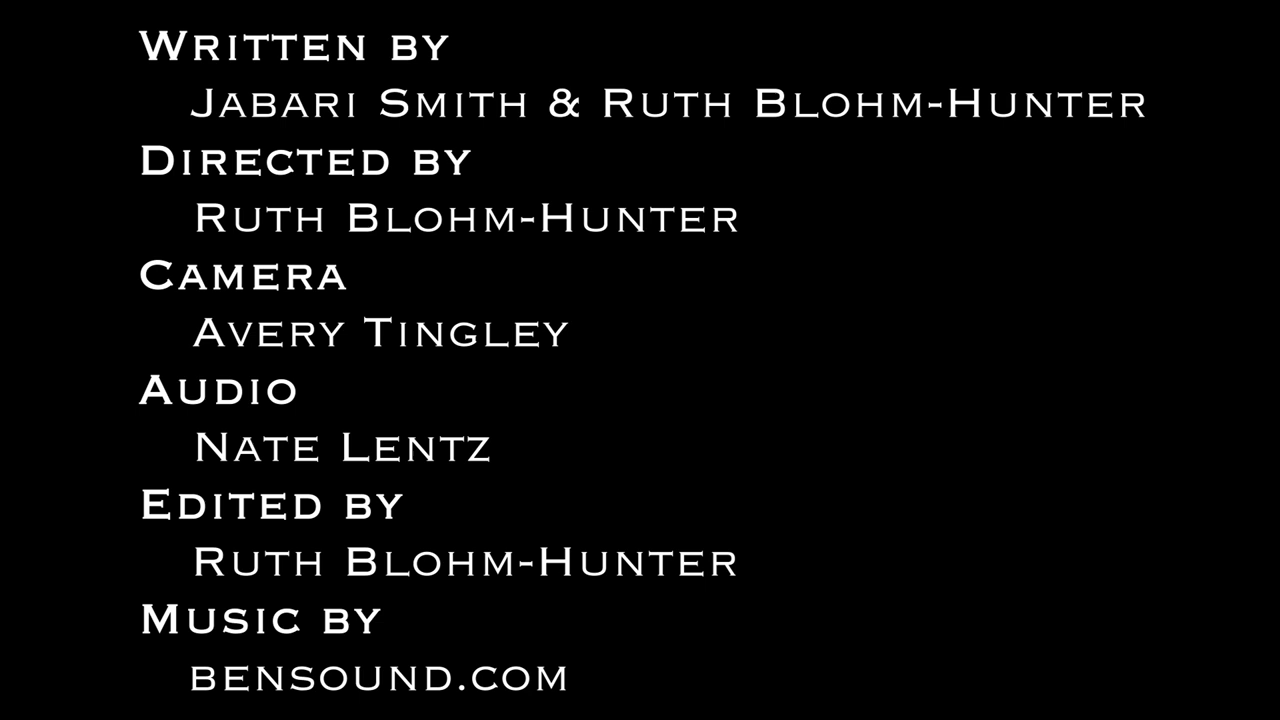 Written by
Jabari Smith & Ruth Blohm-Hunter
Directed by
Ruth Blohm-Hunter
Camera
Avery Tingley
Audio
Nate Lentz
Edited by
Ruth Blohm-Hunter
Music by
bensound.com